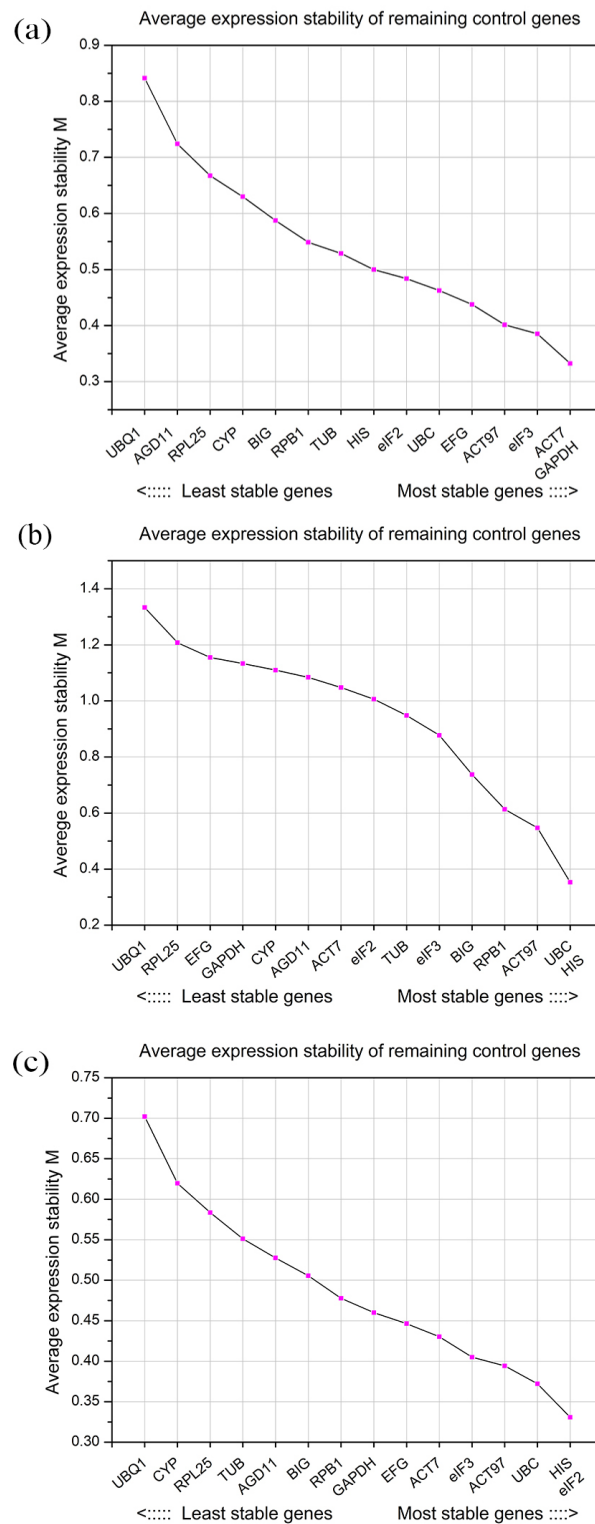 (a)
Average expression stability of remaining control genes
Average expression stability M
0.9
0.8
0.7
0.6
0.5
0.4
0.3
UBQ1 AGD11 RPL25 CYP BIG RPB1 TUB HIS eIF2 UBC EFG ACT97 eIF3 ACT7 GAPDH
<::::: Least stable genes Most stable genes ::::>
(b)
Average expression stability of remaining control genes
Averege expression stability M
1.4
1.2
1.0
0.8
0.6
0.4
0.2
UBQ1 RPL25 EFG GAPDH CYP AGD11 ACT7 eIF2 TUB eIF3 BIG RPB1 ACT97 UBC HIS
<::::: Least stable genes Most stable genes ::::>
(c)
Average expression stability of remaining control genes
Average expression stability M
0.75
0.70
0.65
0.60
0.55
0.50
0.45
0.40
0.35
0.30
UBQ1 CYP RPL25 TUB AGD11 BIG RPB1 GAPDH EFG ACT7 eIF3 ACT97 UBC HIS eIF2
<::::: Least stable genes Most stable genes ::::>